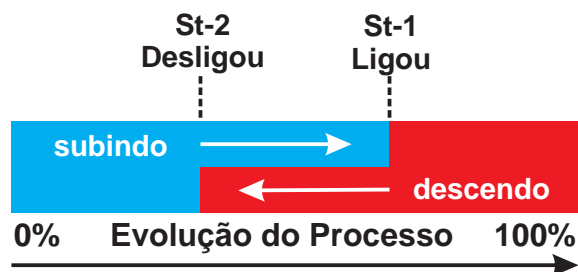 St-2
Desligou
St-1
Ligou
subindo
descendo
0% Evolução do Processo 100%